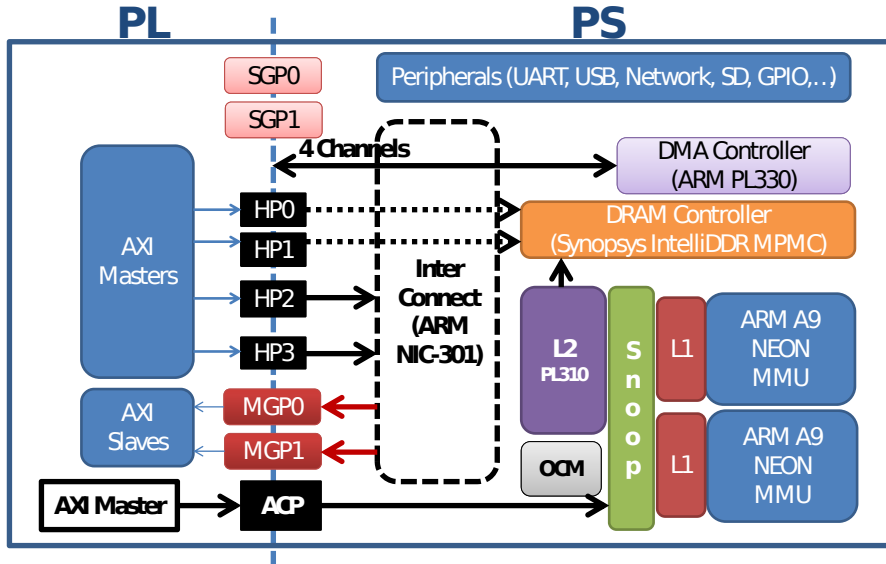 PL
PS
SGP0
Peripherals (UART, USB, Network, SD, GPIO,…)
SGP1
4 Channels
DMA Controller
(ARM PL330)
AXI
Masters
HP0
HP1
HP2
HP3
DRAM Controller
(Synopsys IntelliDDR MPMC)
Inter
Connect
(ARM
NIC-301)
L2
PL310
Snoop
L1
ARM A9
NEON
MMU
AXI
Slaves
MGP0
MGP1
OCM
L1
ARM A9
NEON
MMU
AXI Master
ACP